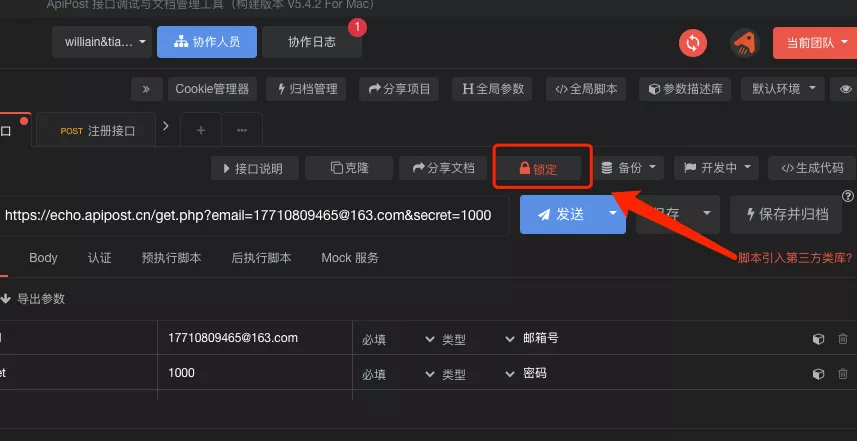 ApiPost 接口调试与文档管理工具（构建版本 V5.4.2 For Mac）
williain&tia... 协作人员 协作日志 1 当前团队
» Cookie管理器 归档管理 分享项目 H全局参数 </>全局脚本 参数描述库 默认环境
口 POST 注册接口 + ...
接口说明 克隆 分享文档 锁定 备份 开发中 </>生成代码
https://echo.apipost.cn/get.php?email=17710809465@163.com&secret=1000 发送 保存 保存并归档
Body 认证 预执行脚本 后执行脚本 Mock 服务 脚本引入第三方类库?
导出参数
17710809465@163.com 必填 类型 邮箱号
et 1000 必填 类型 密码